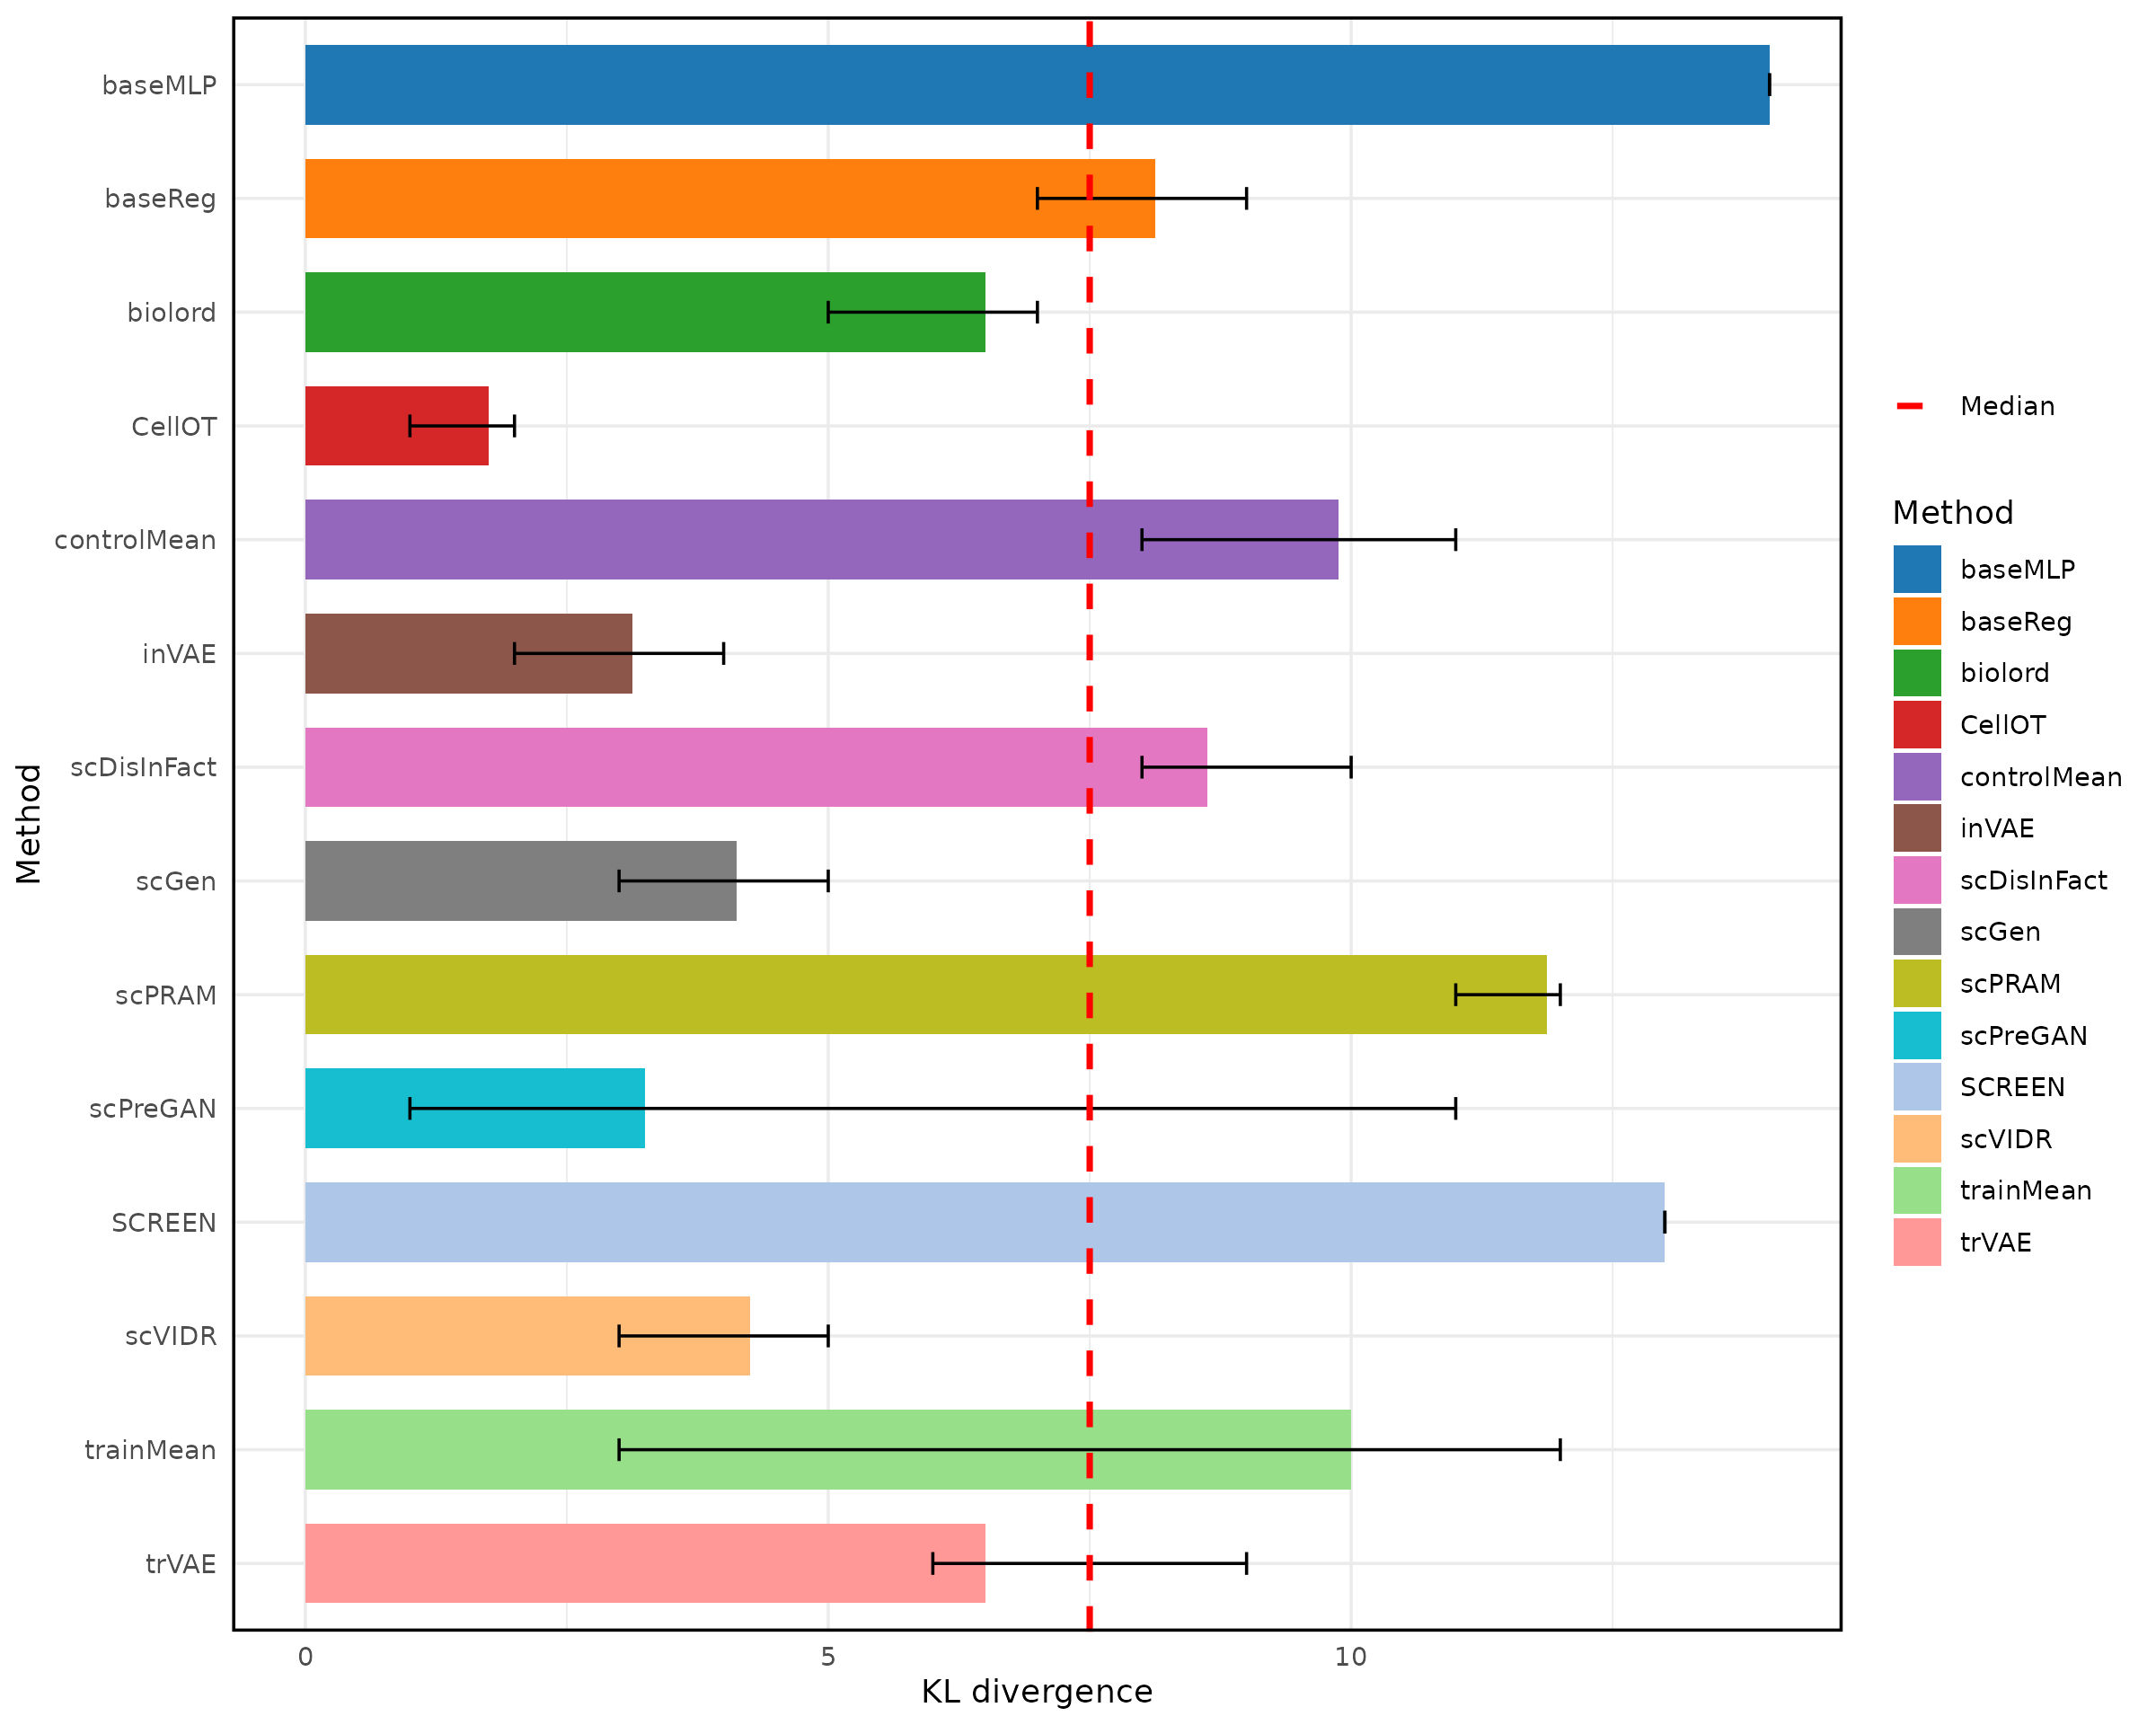 Method
baseMLP
baseReg
biolord
CellOT
controlMean
inVAE
scDisInFact
scGen
scPRAM
scPreGAN
SCREEN
scVIDR
trainMean
trVAE
0 5 10
KL divergence
Median
Method
baseMLP
baseReg
biolord
CellOT
controlMean
inVAE
scDisInFact
scGen
scPRAM
scPreGAN
SCREEN
scVIDR
trainMean
trVAE